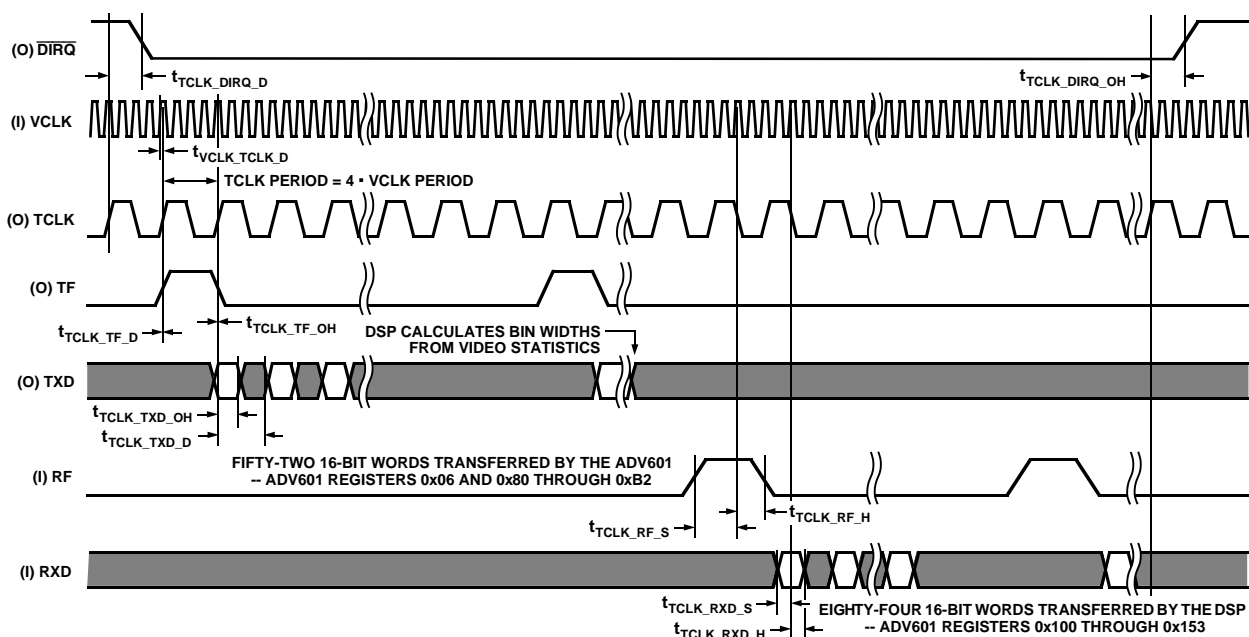 (O) DIRQ
tTCLK_DIRQ_D
tTCLK_DIRQ_OH
(I) VCLK
tVCLK_TCLK_D
TCLK PERIOD = 4 • VCLK PERIOD
(O) TCLK
(O) TF
tTCLK_TF_D
tTCLK_TF_OH
DSP CALCULATES BIN WIDTHS
FROM VIDEO STATISTICS
(O) TXD
tTCLK_TXD_OH
tTCLK_TXD_D
FIFTY-TWO 16-BIT WORDS TRANSFERRED BY THE ADV601
-- ADV601 REGISTERS 0x06 AND 0x80 THROUGH 0xB2
(I) RF
tTCLK_RF_H
tTCLK_RF_S
(I) RXD
tTCLK_RXD_S
tTCLK_RXD_H
EIGHTY-FOUR 16-BIT WORDS TRANSFERRED BY THE DSP
-- ADV601 REGISTERS 0x100 THROUGH 0x153